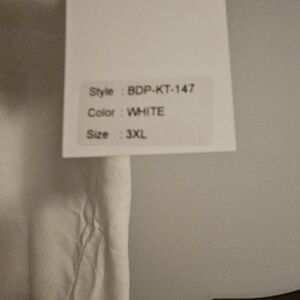 Style : BDP-KT-147
Color : WHITE
Size : 3XL